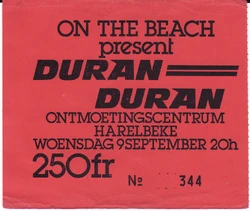 ON THE BEACH
present
DURAN
DURAN
ONTMOETINGSCENTRUM
HARELBEKE
WOENSDAG 9 SEPTEMBER 20h
250fr
Nº 344